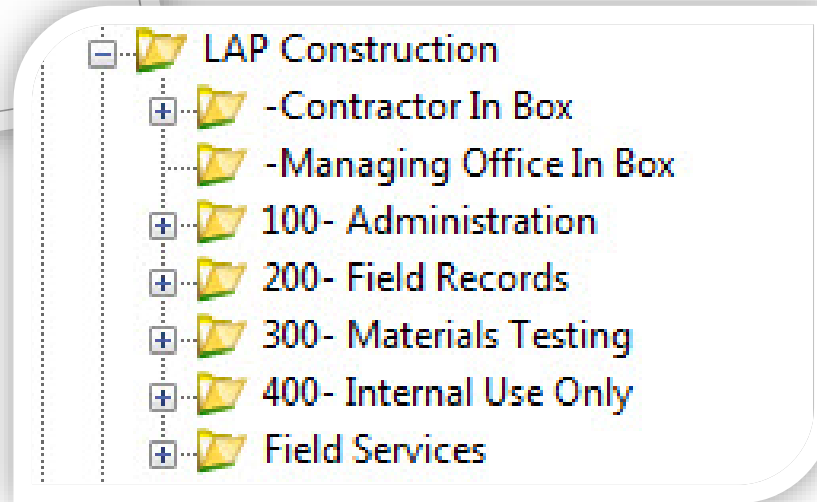 LAP Construction
-Contractor In Box
-Managing Office In Box
100- Administration
200- Field Records
300- Materials Testing
400- Internal Use Only
Field Services